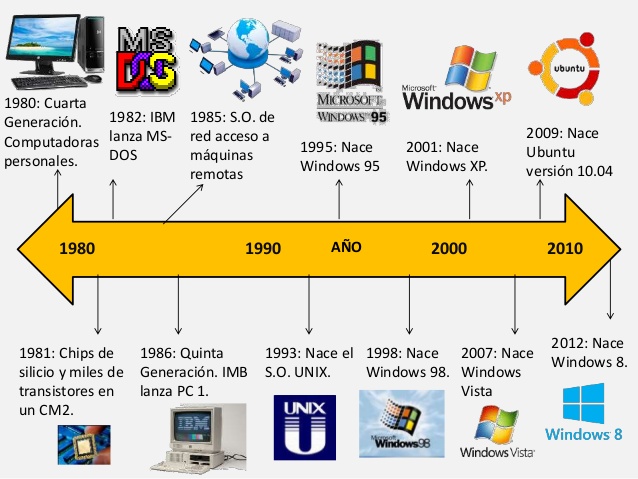 1980: Cuarta
Generación.
Computadoras
personales.
MS
DOS
1982: IBM
lanza MS-
DOS
1985: S.O. de
red acceso a
máquinas
remotas
MICROSOFT
WINDOWS 95
1995: Nace
Windows 95
Microsoft
Windows xp
2001: Nace
Windows XP.
ubuntu
2009: Nace
Ubuntu
versión 10.04
1980
1990
AÑO
2000
2010
1981: Chips de
silicio y miles de
transistores en
un CM2.
1986: Quinta
Generación. IMB
lanza PC 1.
1993: Nace el
S.O. UNIX.
UNIX
U
1998: Nace
Windows 98.
Microsoft
Windows98
2007: Nace
Windows
Vista
Windows Vista
2012: Nace
Windows 8.
Windows 8